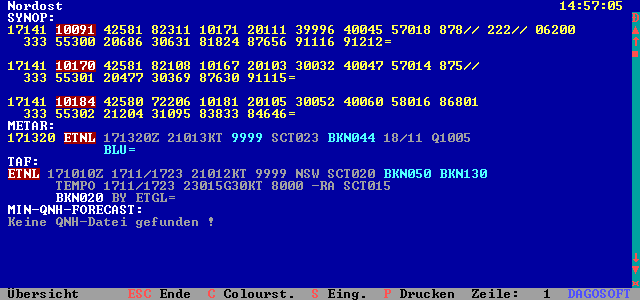 Nordost 14:57:05
SYNOP:
17141 10091 42581 82311 10171 20111 39996 40045 57018 878// 222// 06200
333 55300 20686 30631 81824 87656 91116 91212=
17141 10170 42581 82108 10167 20103 30032 40047 57014 875//
333 55301 20477 30369 87630 91115=
17141 10184 42580 72206 10181 20105 30052 40060 58016 86801
333 55302 21204 31095 83833 84646=
METAR:
171320 ETNL 171320Z 21013KT 9999 SCT023 BKN044 18/11 Q1005
BLU=
TAF:
ETNL 171010Z 1711/1723 21012KT 9999 NSW SCT020 BKN050 BKN130
TEMPO 1711/1723 23015G30KT 8000 -RA SCT015
BKN020 BY ETGL=
MIN-QNH-FORECAST:
Keine QNH-Datei gefunden !
Übersicht ESC Ende C Colourst. S Eing. P Drucken Zeile: 1 DAGOSOFT